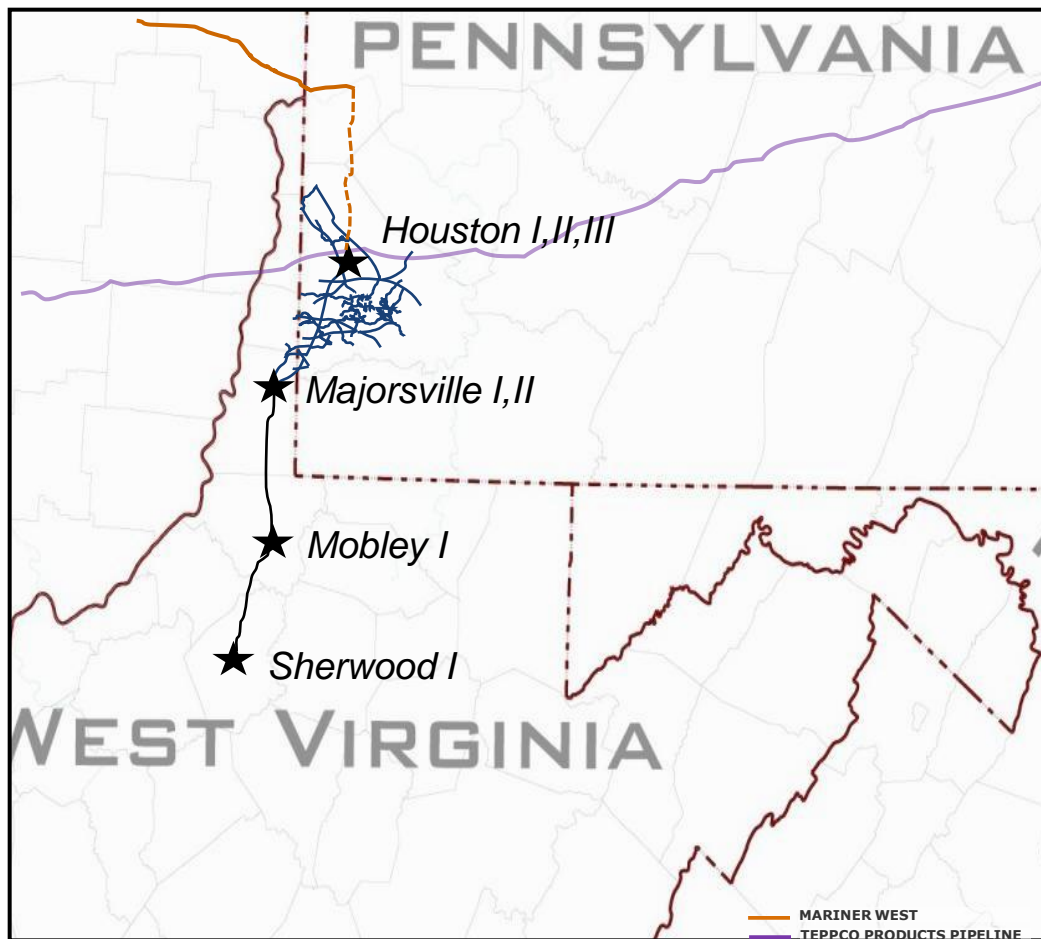 PENNSYLVANIA
Houston I,II,III
Majorsville I,II
Mobley I
Sherwood I
WEST VIRGINIA
MARINER WEST
TEPPCO PRODUCTS PIPELINE